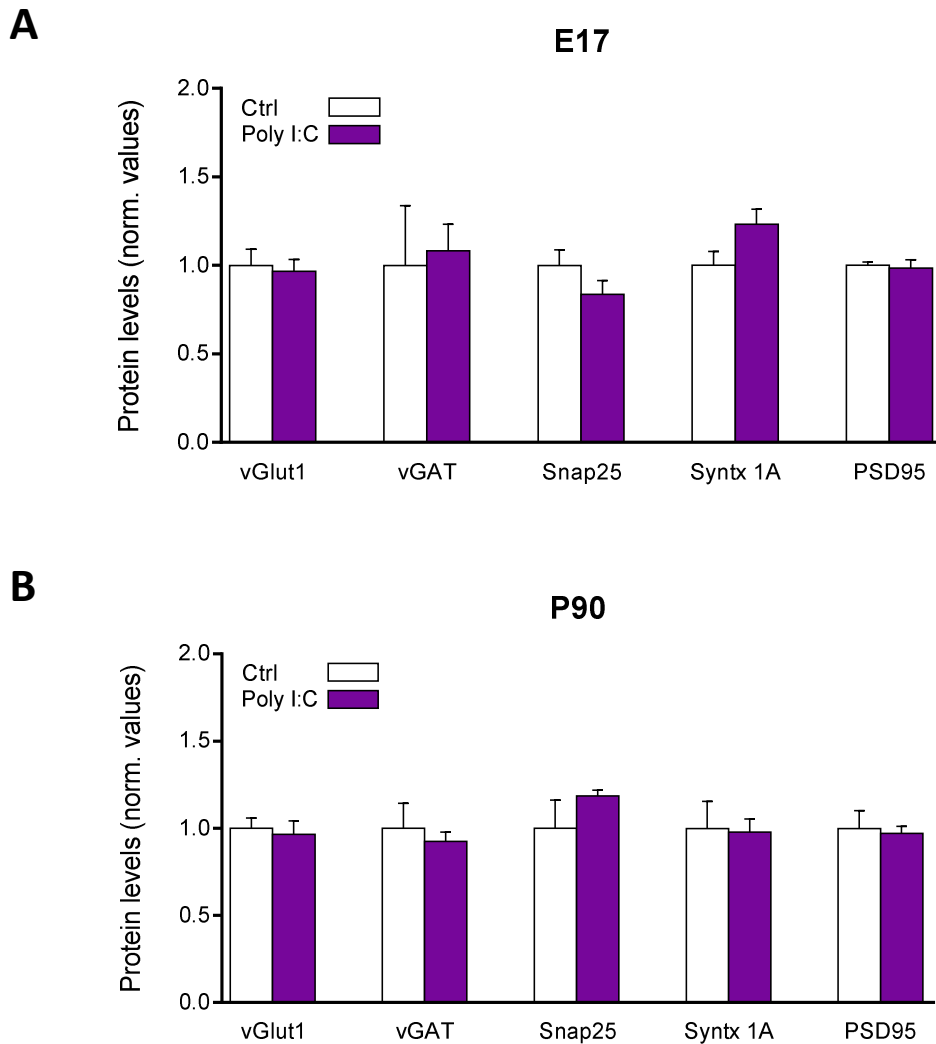 A
E17
Protein levels (norm. values)
2.0
1.5
1.0
0.5
0.0
Ctrl
Poly I:C
vGlut1 vGAT Snap25 Syntx 1A PSD95
B
P90
Protein levels (norm. values)
2.0
1.5
1.0
0.5
0.0
Ctrl
Poly I:C
vGlut1 vGAT Snap25 Syntx 1A PSD95